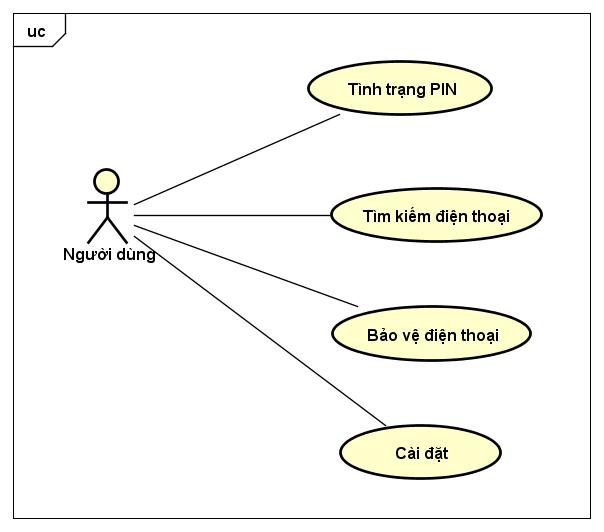 uc
Tình trạng PIN
Tìm kiếm điện thoại
Người dùng
Bảo vệ điện thoại
Cài đặt